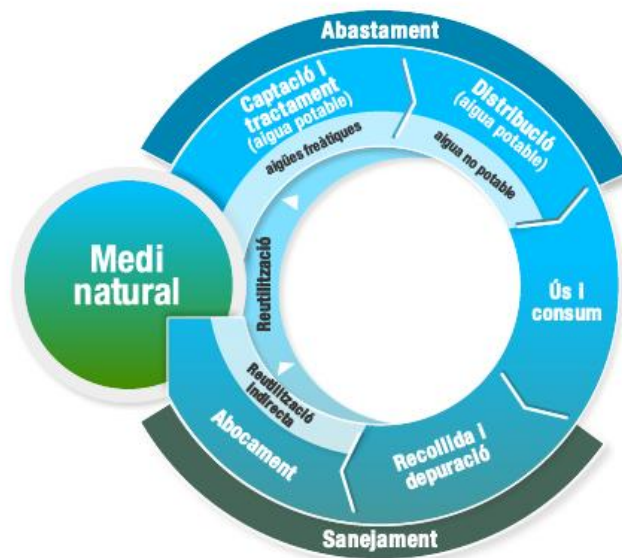 Abastament
Captació i
tractament
(aigua potable)
Distribució
(aigua potable)
aigües freàtiques
aigua no potable
Medi
natural
Reutilització
Ús i
consum
Reutilització
indirecta
Abocament
Recollida i
depuració
Sanejament